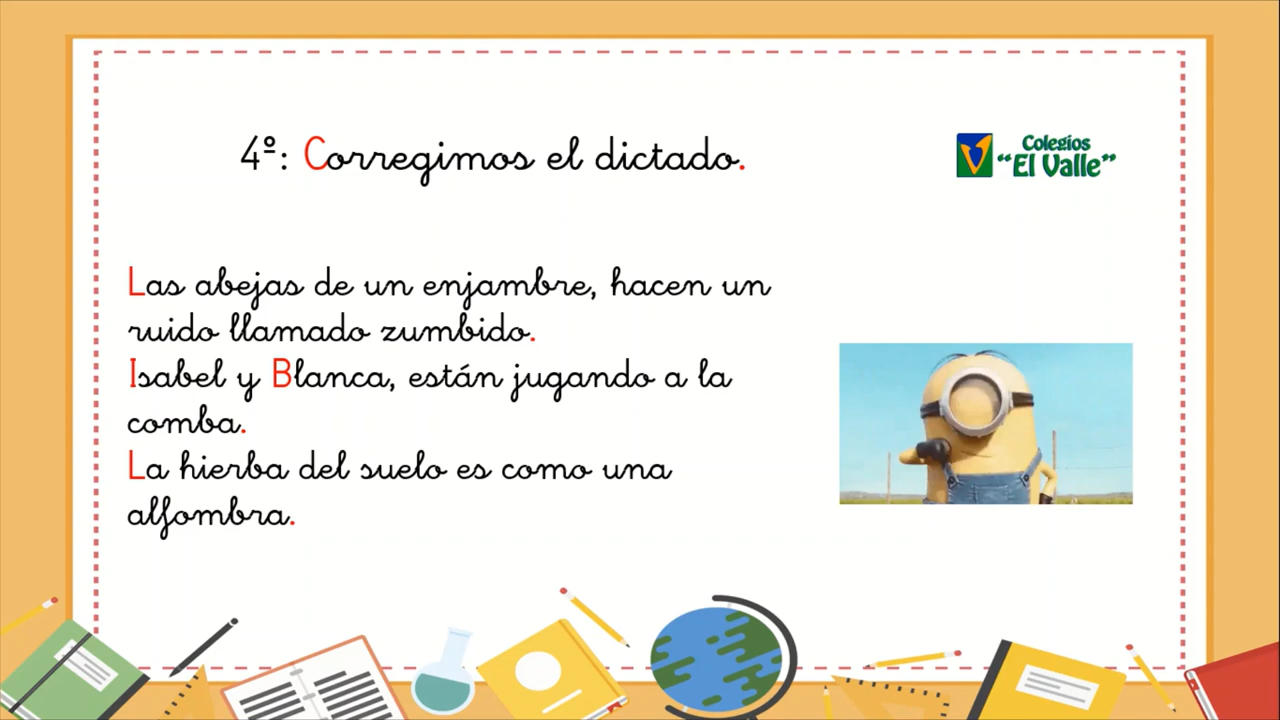 4º: Corregimos el dictado.
Colegios
“El Valle”
Las abejas de un enjambre, hacen un
ruido llamado zumbido.
Isabel y Blanca, están jugando a la
comba.
La hierba del suelo es como una
alfombra.